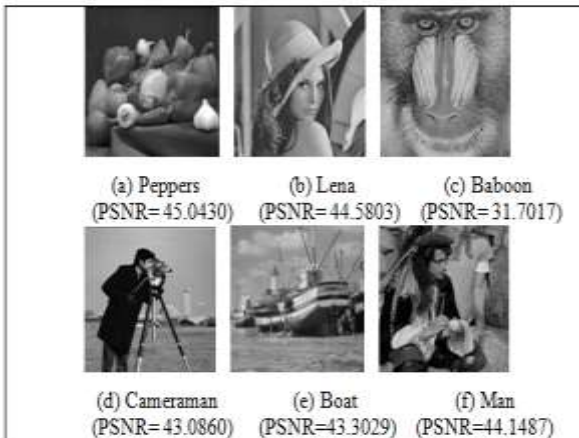 (a) Peppers (b) Lena (c) Baboon
(PSNR= 45.0430) (PSNR= 44.5803) (PSNR= 31.7017)
(d) Cameraman (e) Boat (f) Man
(PSNR= 43.0860) (PSNR=43.3029) (PSNR= 44.1487)